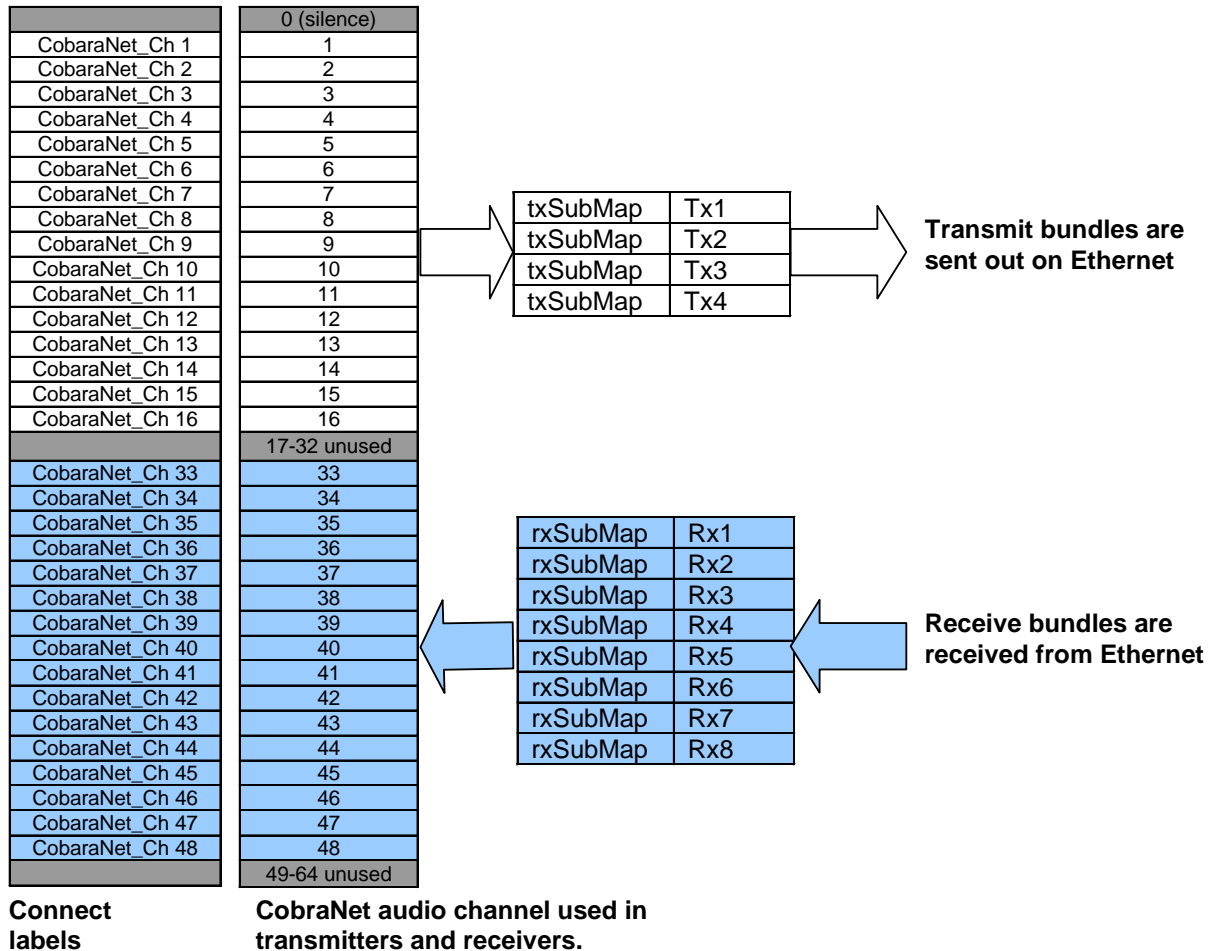 0 (silence)
CobaraNet_Ch 1 1
CobaraNet_Ch 2 2
CobaraNet_Ch 3 3
CobaraNet_Ch 4 4
CobaraNet_Ch 5 5
CobaraNet_Ch 6 6
CobaraNet_Ch 7 7
CobaraNet_Ch 8 8
CobaraNet_Ch 9 9
CobaraNet_Ch 10 10
CobaraNet_Ch 11 11
CobaraNet_Ch 12 12
CobaraNet_Ch 13 13
CobaraNet_Ch 14 14
CobaraNet_Ch 15 15
CobaraNet_Ch 16 16
17-32 unused
CobaraNet_Ch 33 33
CobaraNet_Ch 34 34
CobaraNet_Ch 35 35
CobaraNet_Ch 36 36
CobaraNet_Ch 37 37
CobaraNet_Ch 38 38
CobaraNet_Ch 39 39
CobaraNet_Ch 40 40
CobaraNet_Ch 41 41
CobaraNet_Ch 42 42
CobaraNet_Ch 43 43
CobaraNet_Ch 44 44
CobaraNet_Ch 45 45
CobaraNet_Ch 46 46
CobaraNet_Ch 47 47
CobaraNet_Ch 48 48
49-64 unused
Connect
labels
CobraNet audio channel used in
transmitters and receivers.
txSubMap Tx1
txSubMap Tx2
txSubMap Tx3
txSubMap Tx4
Transmit bundles are
sent out on Ethernet
rxSubMap Rx1
rxSubMap Rx2
rxSubMap Rx3
rxSubMap Rx4
rxSubMap Rx5
rxSubMap Rx6
rxSubMap Rx7
rxSubMap Rx8
Receive bundles are
received from Ethernet